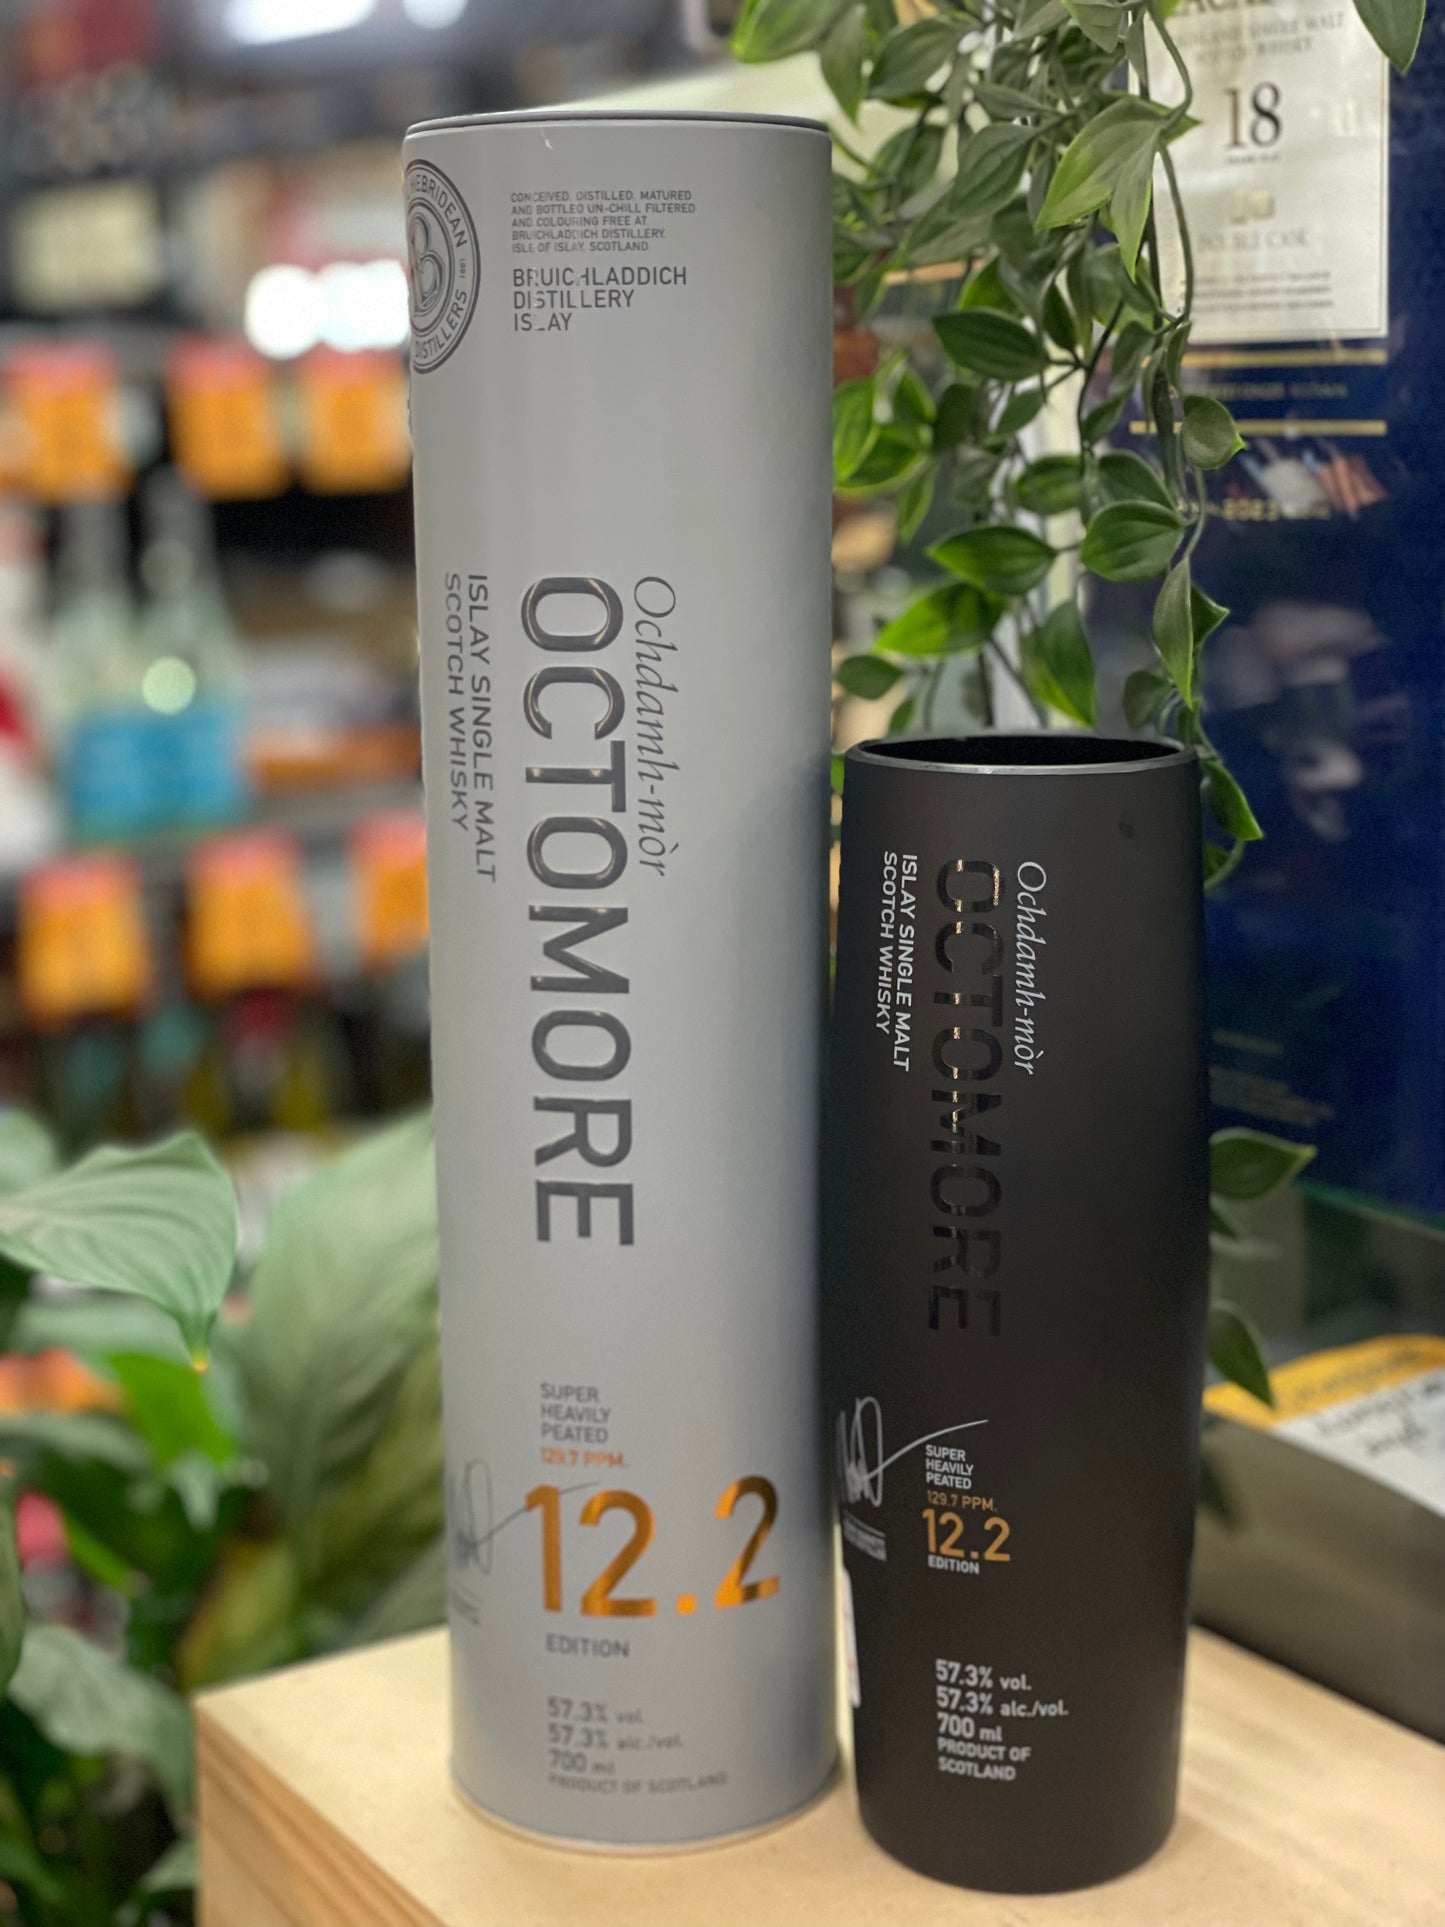 HEBRIDEAN
DISTILLERS
CONCEIVED, DISTILLED, MATURED
AND BOTTLED UN-CHILL FILTERED
AND COLOURING FREE AT
BRUICHLADDICH DISTILLERY,
ISLE OF ISLAY, SCOTLAND.
BRUICHLADDICH
DISTILLERY
ISLAY
Ochdamh-mòr
OCTOMORE
ISLAY SINGLE MALT
SCOTCH WHISKY
SUPER
HEAVILY
PEATED
129.7 PPM.
12.2
EDITION
57.3% vol.
57.3% alc./vol.
700 ml
PRODUCT OF SCOTLAND
Ochdamh-mòr
OCTOMORE
ISLAY SINGLE MALT
SCOTCH WHISKY
SUPER
HEAVILY
PEATED
129.7 PPM.
12.2
EDITION
57.3% vol.
57.3% alc./vol.
700 ml
PRODUCT OF
SCOTLAND
18
DOUBLE CASK